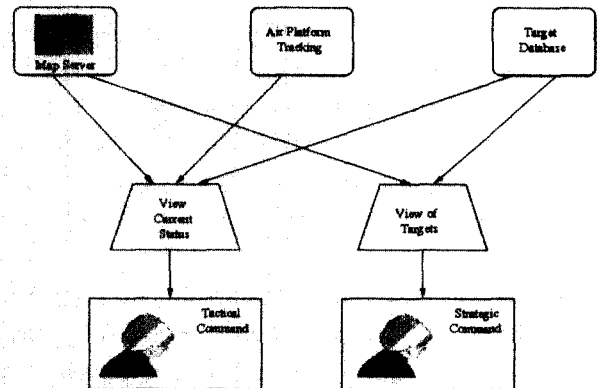 Map Server
Air Platform
Tracking
Target
Database
View
Current
Status
View of
Targets
Tactical
Command
Strategic
Command